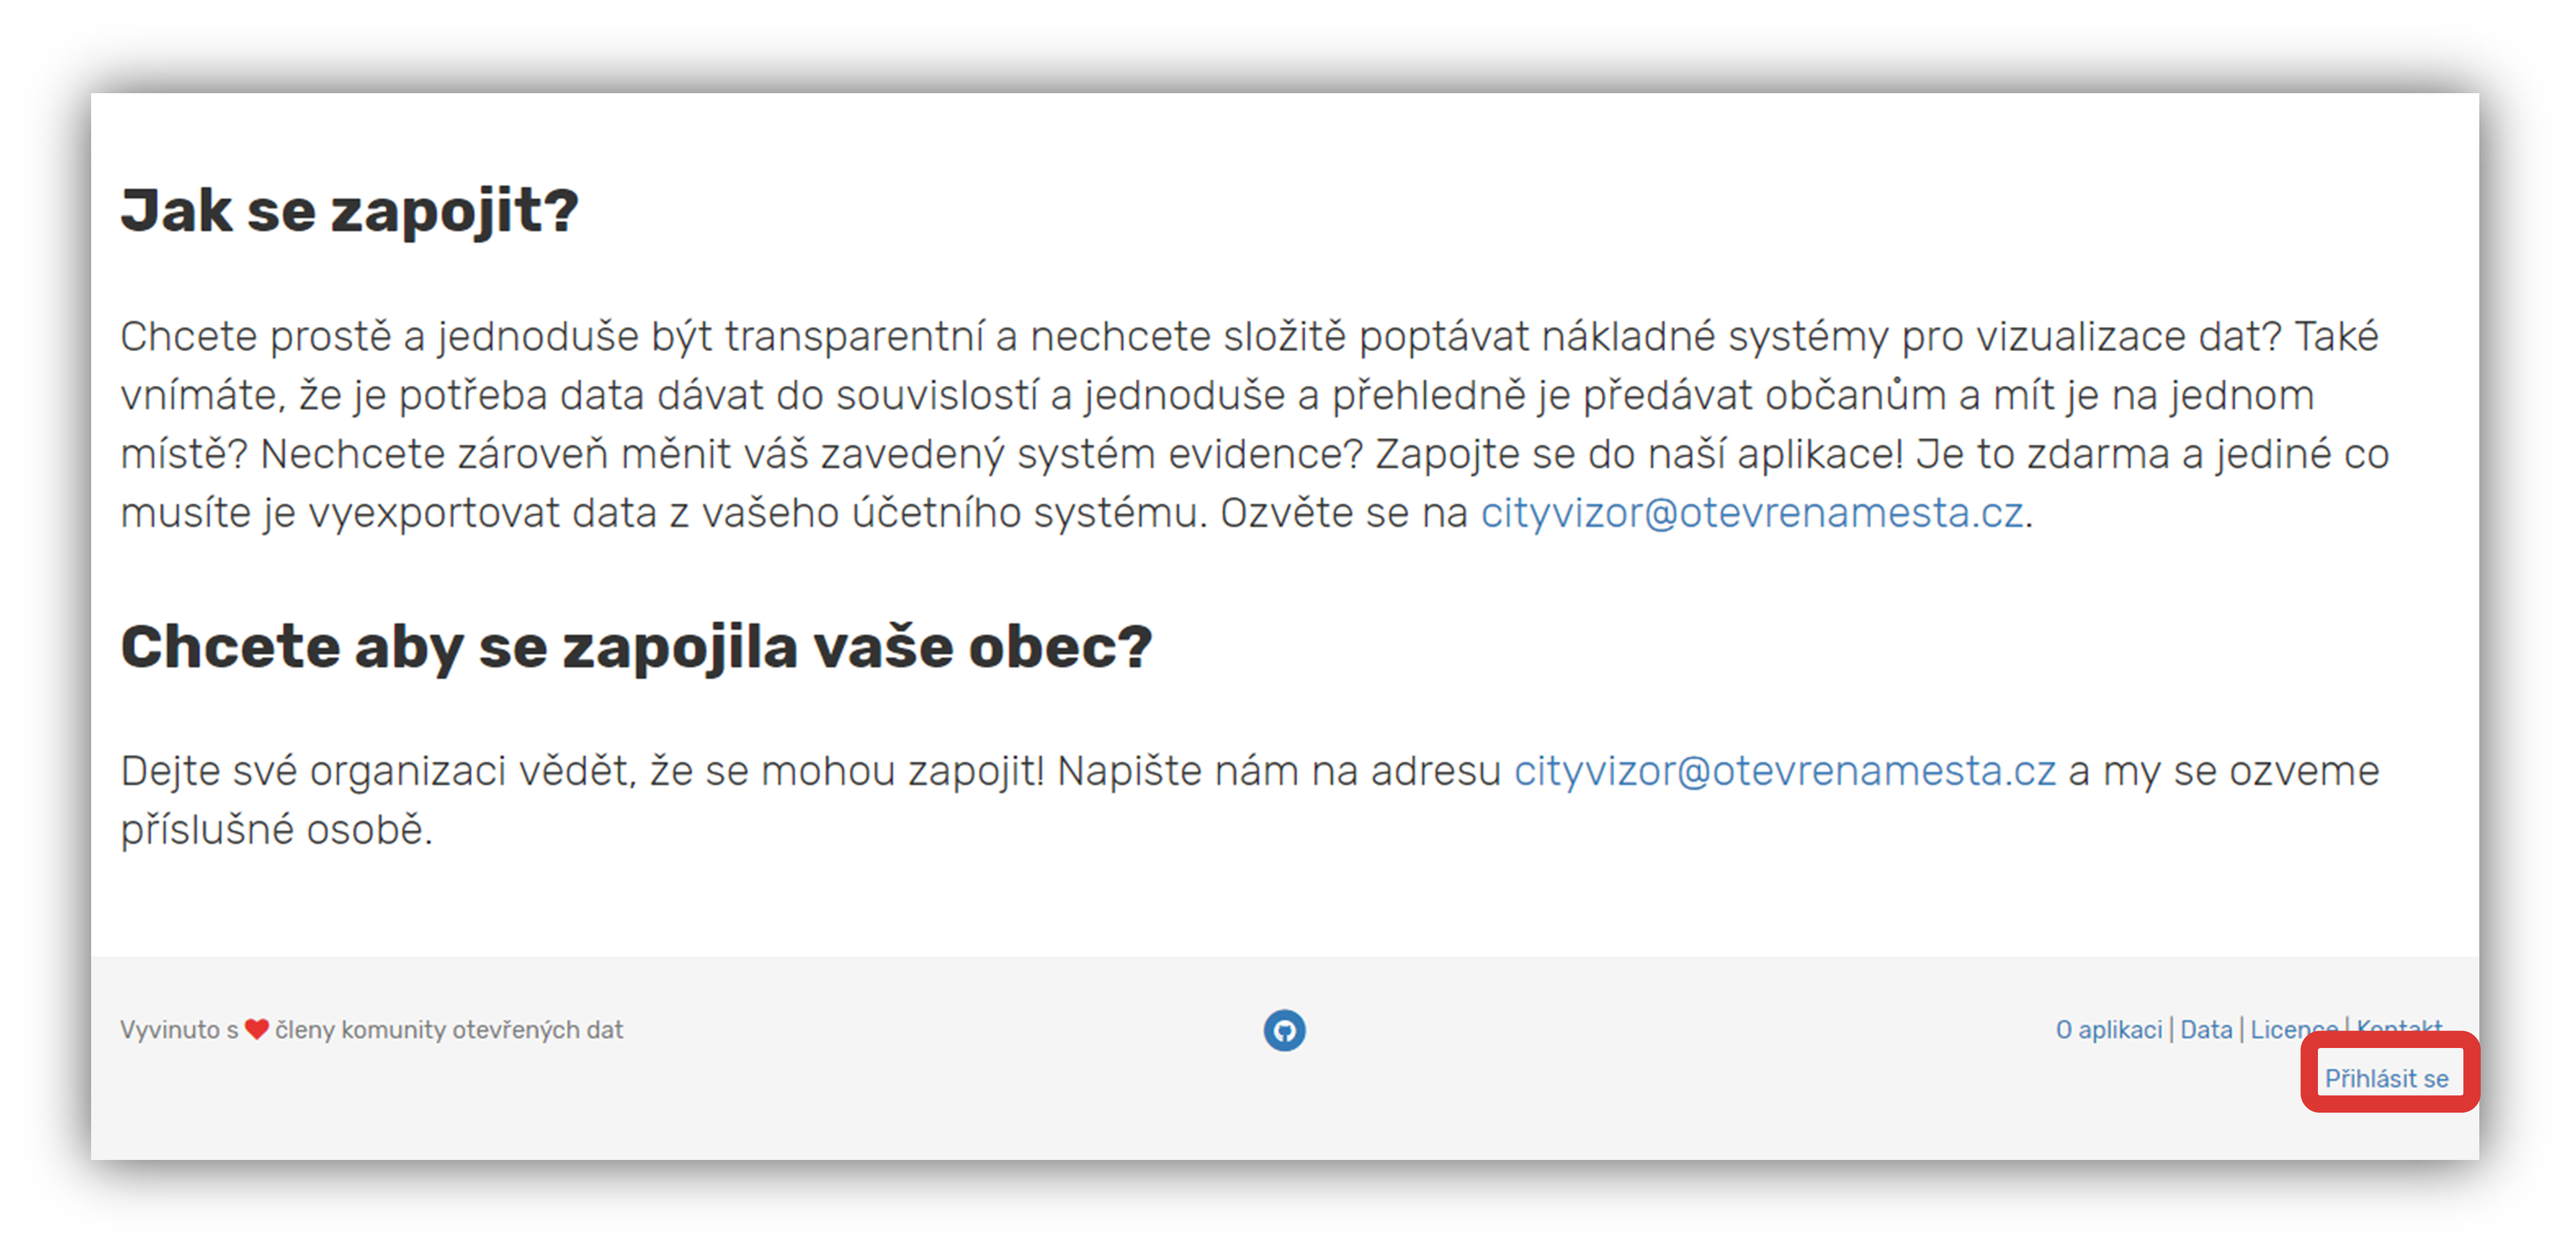 Jak se zapojit?
Chcete prostě a jednoduše být transparentní a nechcete složitě poptávat nákladné systémy pro vizualizace dat? Také
vnímáte, že je potřeba data dávat do souvislostí a jednoduše a přehledně je předávat občanům a mít je na jednom
místě? Nechcete zároveň měnit váš zavedený systém evidence? Zapojte se do naší aplikace! Je to zdarma a jediné co
musíte je vyexportovat data z vašeho účetního systému. Ozvěte se na cityvizor@otevrenamesta.cz.
Chcete aby se zapojila vaše obec?
Dejte své organizaci vědět, že se mohou zapojit! Napište nám na adresu cityvizor@otevrenamesta.cz a my se ozveme
příslušné osobě.
Vyvinuto s ❤ členy komunity otevřených dat
O aplikaci | Data | Licence | Kontakt
Přihlásit se